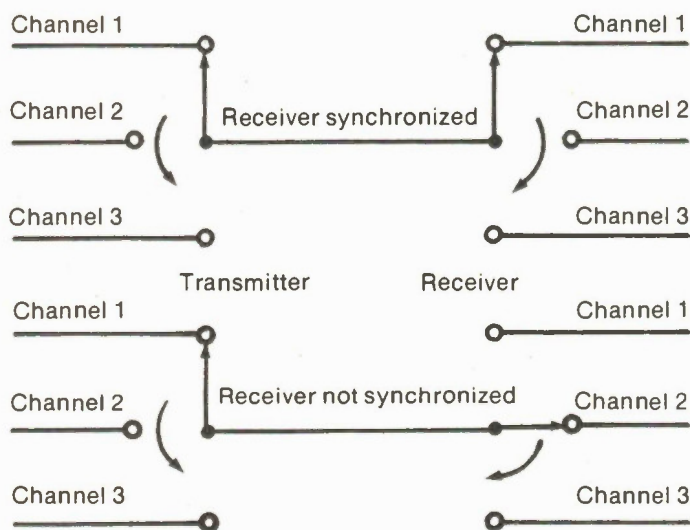 Channel 1
Channel 1
Channel 2
Receiver synchronized
Channel 2
Channel 3
Channel 3
Transmitter
Receiver
Channel 1
Channel 1
Channel 2
Receiver not synchronized
Channel 2
Channel 3
Channel 3